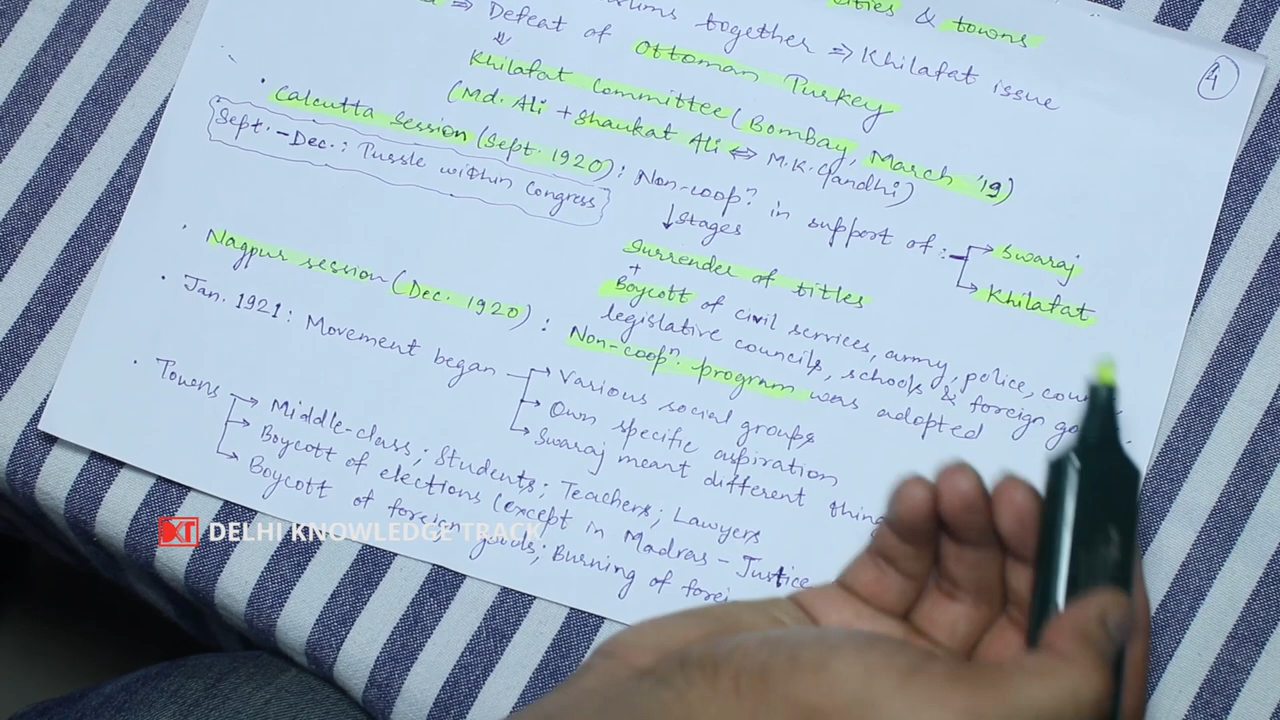 cities & towns
together ⇒ Khilafat issue
⇒ Defeat of Ottoman Turkey
4
Khilafat Committee (Bombay, March '19)
(Md. Ali + Shaukat Ali ⇔ M.K. Gandhi)
• Calcutta session (Sept. 1920) : Non-coopⁿ in support of :- → Swaraj
→ Khilafat
Sept. - Dec. : Pussle within Congress
↓ stages
Surrender of titles
+
Boycott of civil services, army, police,
legislative councils, schools & foreign
• Nagpur session (Dec. 1920) : Non-coopⁿ. program was adopted
• Jan. 1921 : Movement began → Various social groups
→ Own specific aspiration
→ Swaraj meant different thing
• Towns → Middle-class; Students; Teachers; Lawyers
→ Boycott of elections (except in Madras - Justice
→ Boycott of foreign goods; Burning of
DELHI KNOWLEDGE TRACK